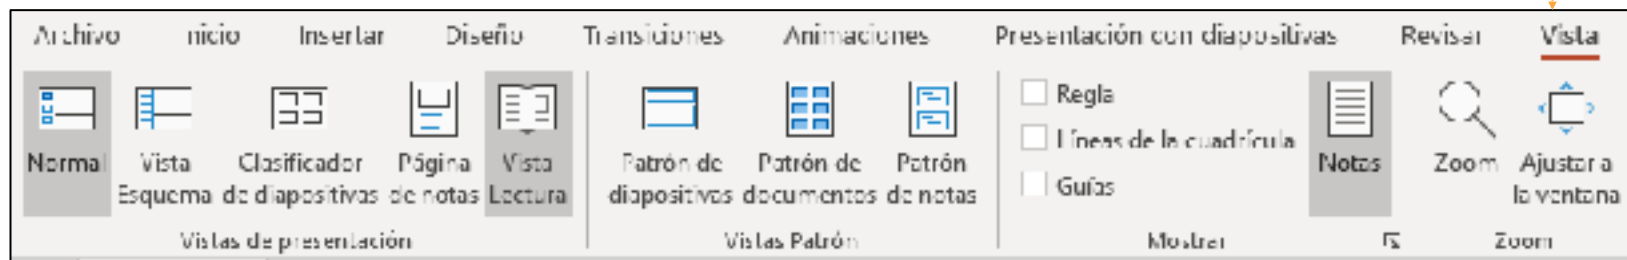 Archivo Inicio Insertar Diseño Transiciones Animaciones Presentación con diapositivas Revisar Vista
Normal
Vista
Esquema
Clasificador
de diapositivas
Página
de notas
Vista
Lectura
Vistas de presentación
Patrón de
diapositivas
Patrón de
documentos
Patrón
de notas
Vistas Patrón
Regla
Líneas de la cuadrícula
Guías
Notas
Mostrar
Zoom
Ajustar a
la ventana
Zoom